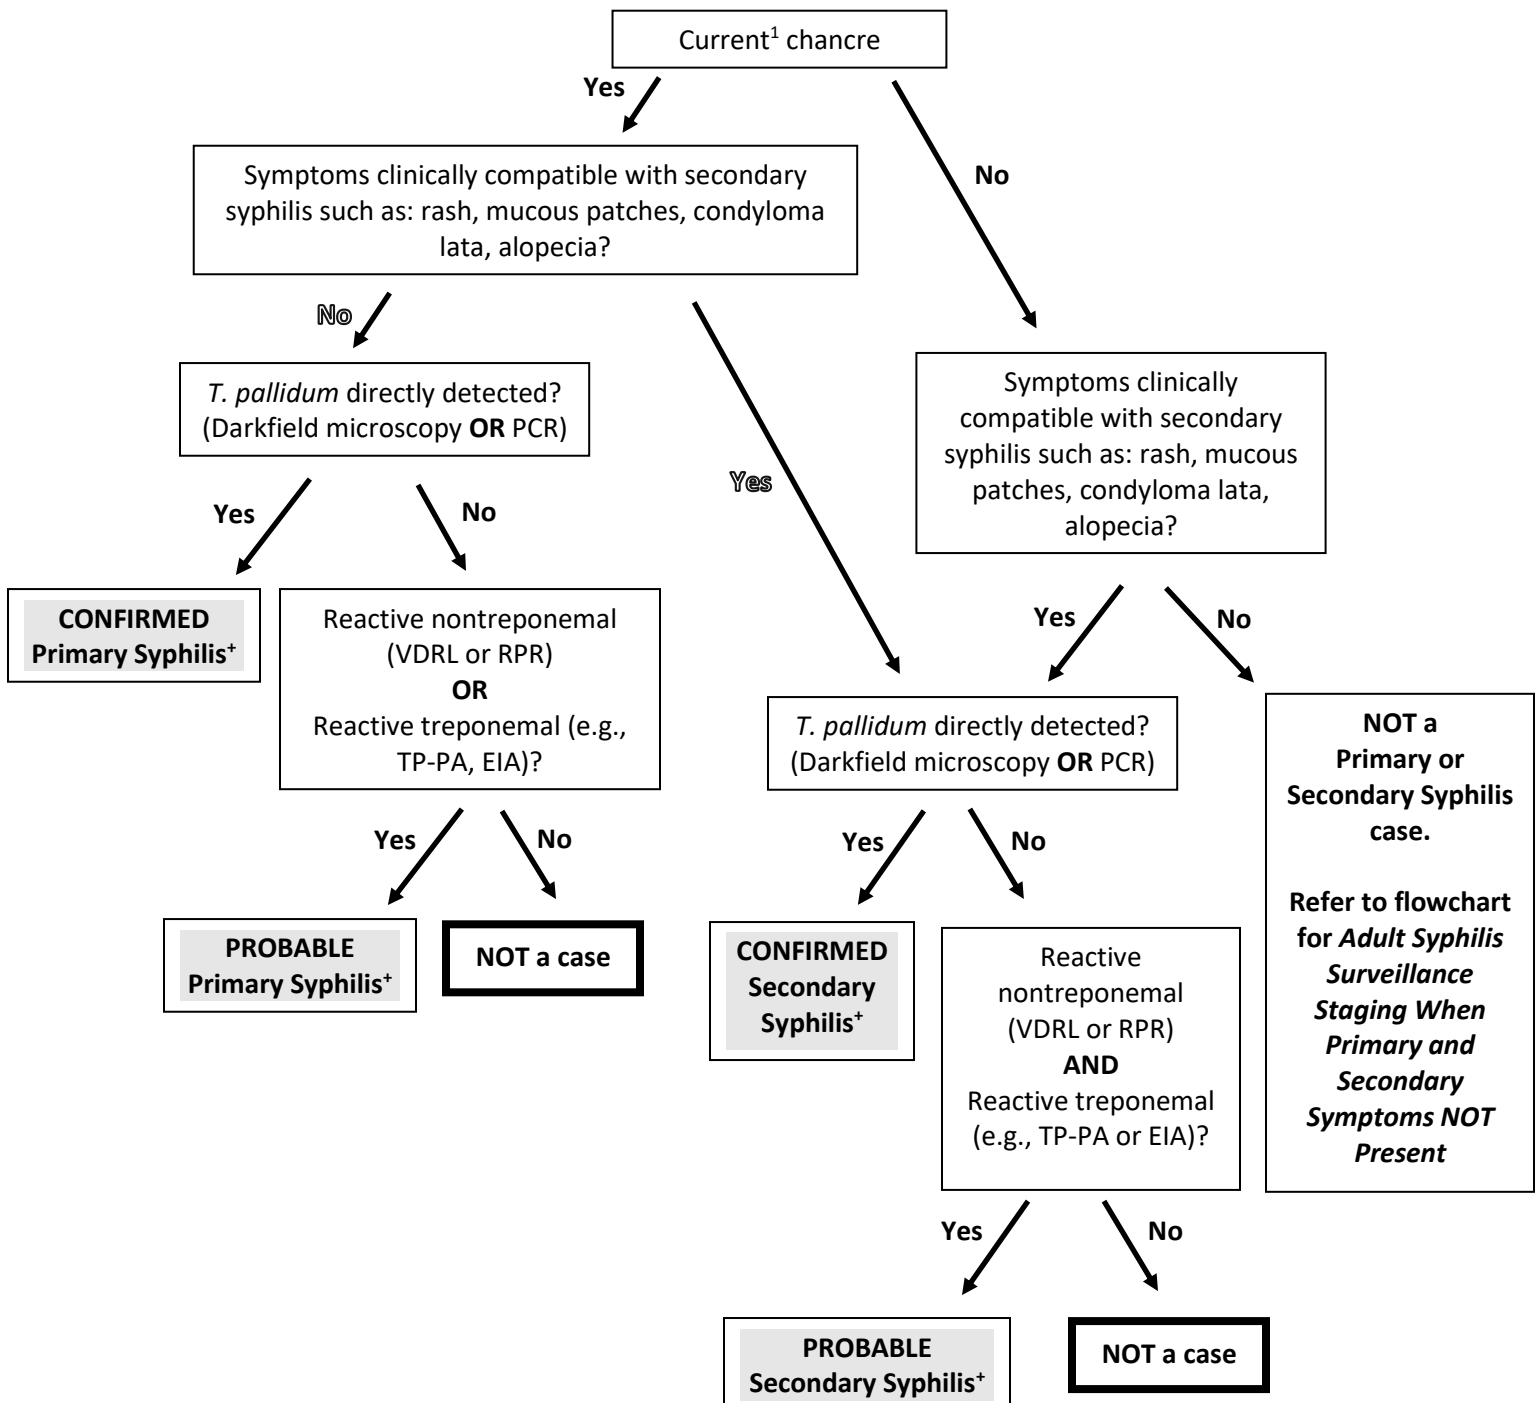 Current¹ chancre
Yes
No
Symptoms clinically compatible with secondary
syphilis such as: rash, mucous patches, condyloma
lata, alopecia?
No
Yes
T. pallidum directly detected?
(Darkfield microscopy OR PCR)
Yes
No
Symptoms clinically
compatible with secondary
syphilis such as: rash, mucous
patches, condyloma lata,
alopecia?
Yes
No
CONFIRMED
Primary Syphilis⁺
Reactive nontreponemal
(VDRL or RPR)
OR
Reactive treponemal (e.g.,
TP-PA, EIA)?
Yes
No
T. pallidum directly detected?
(Darkfield microscopy OR PCR)
Yes
No
NOT a
Primary or
Secondary Syphilis
case.
Refer to flowchart
for Adult Syphilis
Surveillance
Staging When
Primary and
Secondary
Symptoms NOT
Present
PROBABLE
Primary Syphilis⁺
NOT a case
CONFIRMED
Secondary
Syphilis⁺
Reactive
nontreponemal
(VDRL or RPR)
AND
Reactive treponemal
(e.g., TP-PA or EIA)?
Yes
No
PROBABLE
Secondary Syphilis⁺
NOT a case